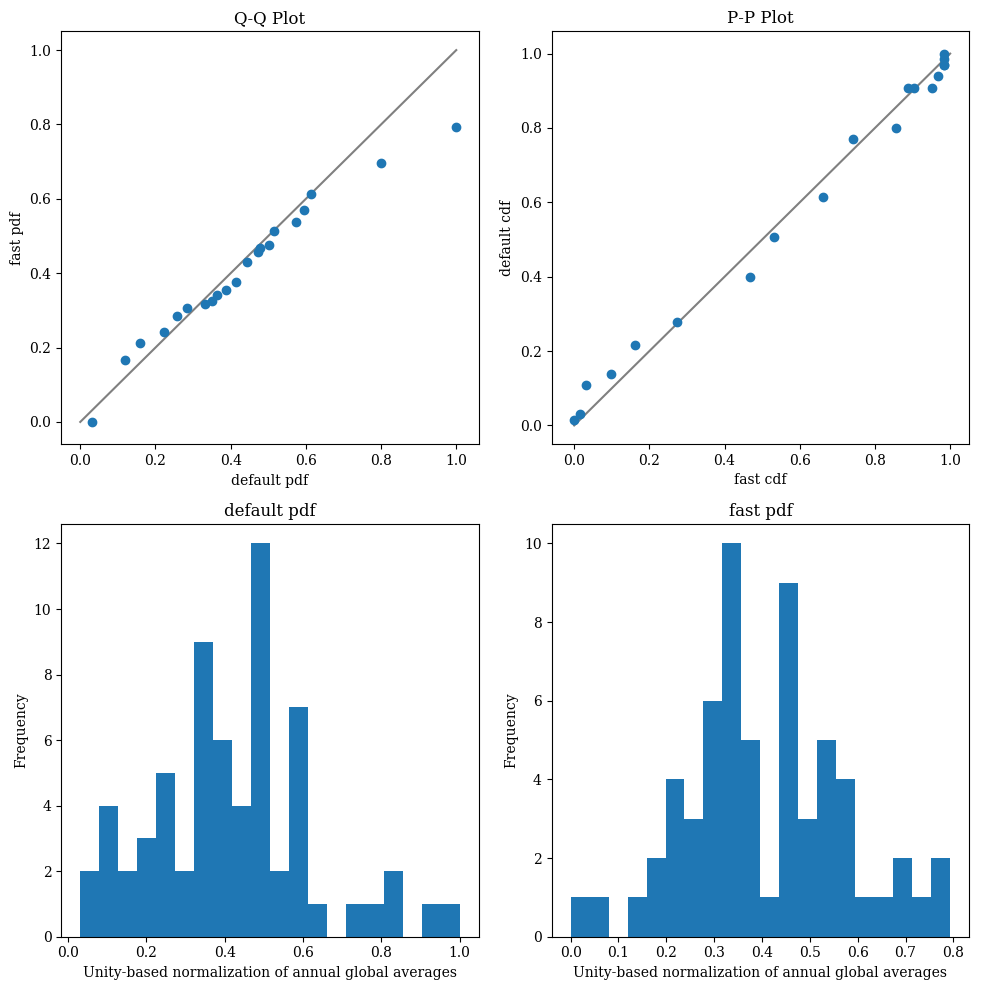 Q-Q Plot
1.0
0.8
0.6
0.4
0.2
0.0
fast pdf
0.0 0.2 0.4 0.6 0.8 1.0
default pdf
P-P Plot
1.0
0.8
0.6
0.4
0.2
0.0
default cdf
0.0 0.2 0.4 0.6 0.8 1.0
fast cdf
default pdf
12
10
8
6
4
2
0
Frequency
0.0 0.2 0.4 0.6 0.8 1.0
Unity-based normalization of annual global averages
fast pdf
10
8
6
4
2
0
Frequency
0.0 0.1 0.2 0.3 0.4 0.5 0.6 0.7 0.8
Unity-based normalization of annual global averages